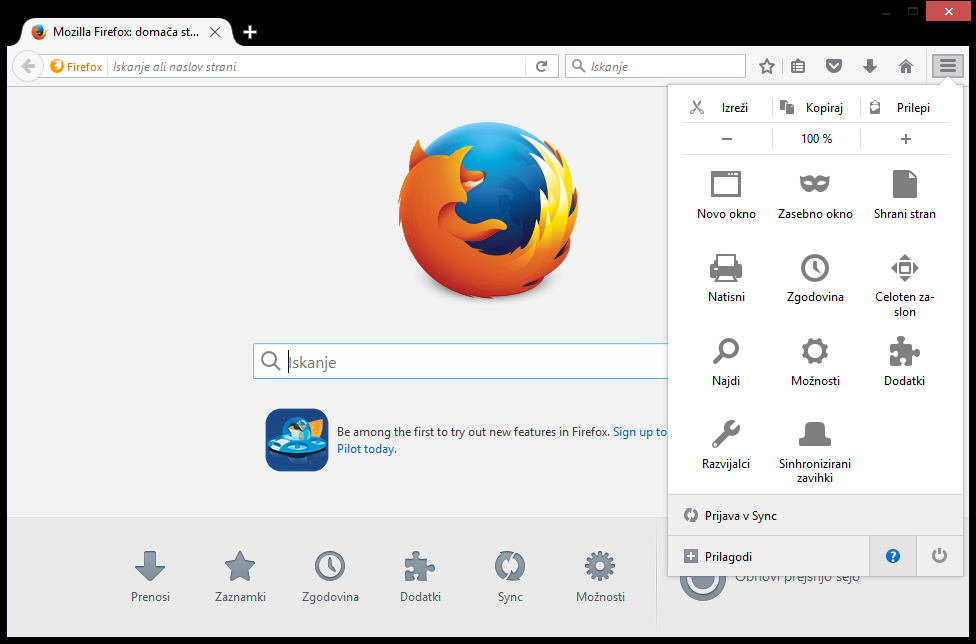 Mozilla Firefox: domača st...
Firefox
Iskanje ali naslov strani
Iskanje
Izreži
Kopiraj
Prilepi
100 %
Novo okno
Zasebno okno
Shrani stran
Natisni
Zgodovina
Celoten za-
slon
Najdi
Možnosti
Dodatki
Razvijalci
Sinhronizirani
zavihki
Prijava v Sync
Prilagodi
Iskanje
Be among the first to try out new features in Firefox. Sign up to
Pilot today.
Prenosi
Zaznamki
Zgodovina
Dodatki
Sync
Možnosti
Obnovi prejšnjo sejo